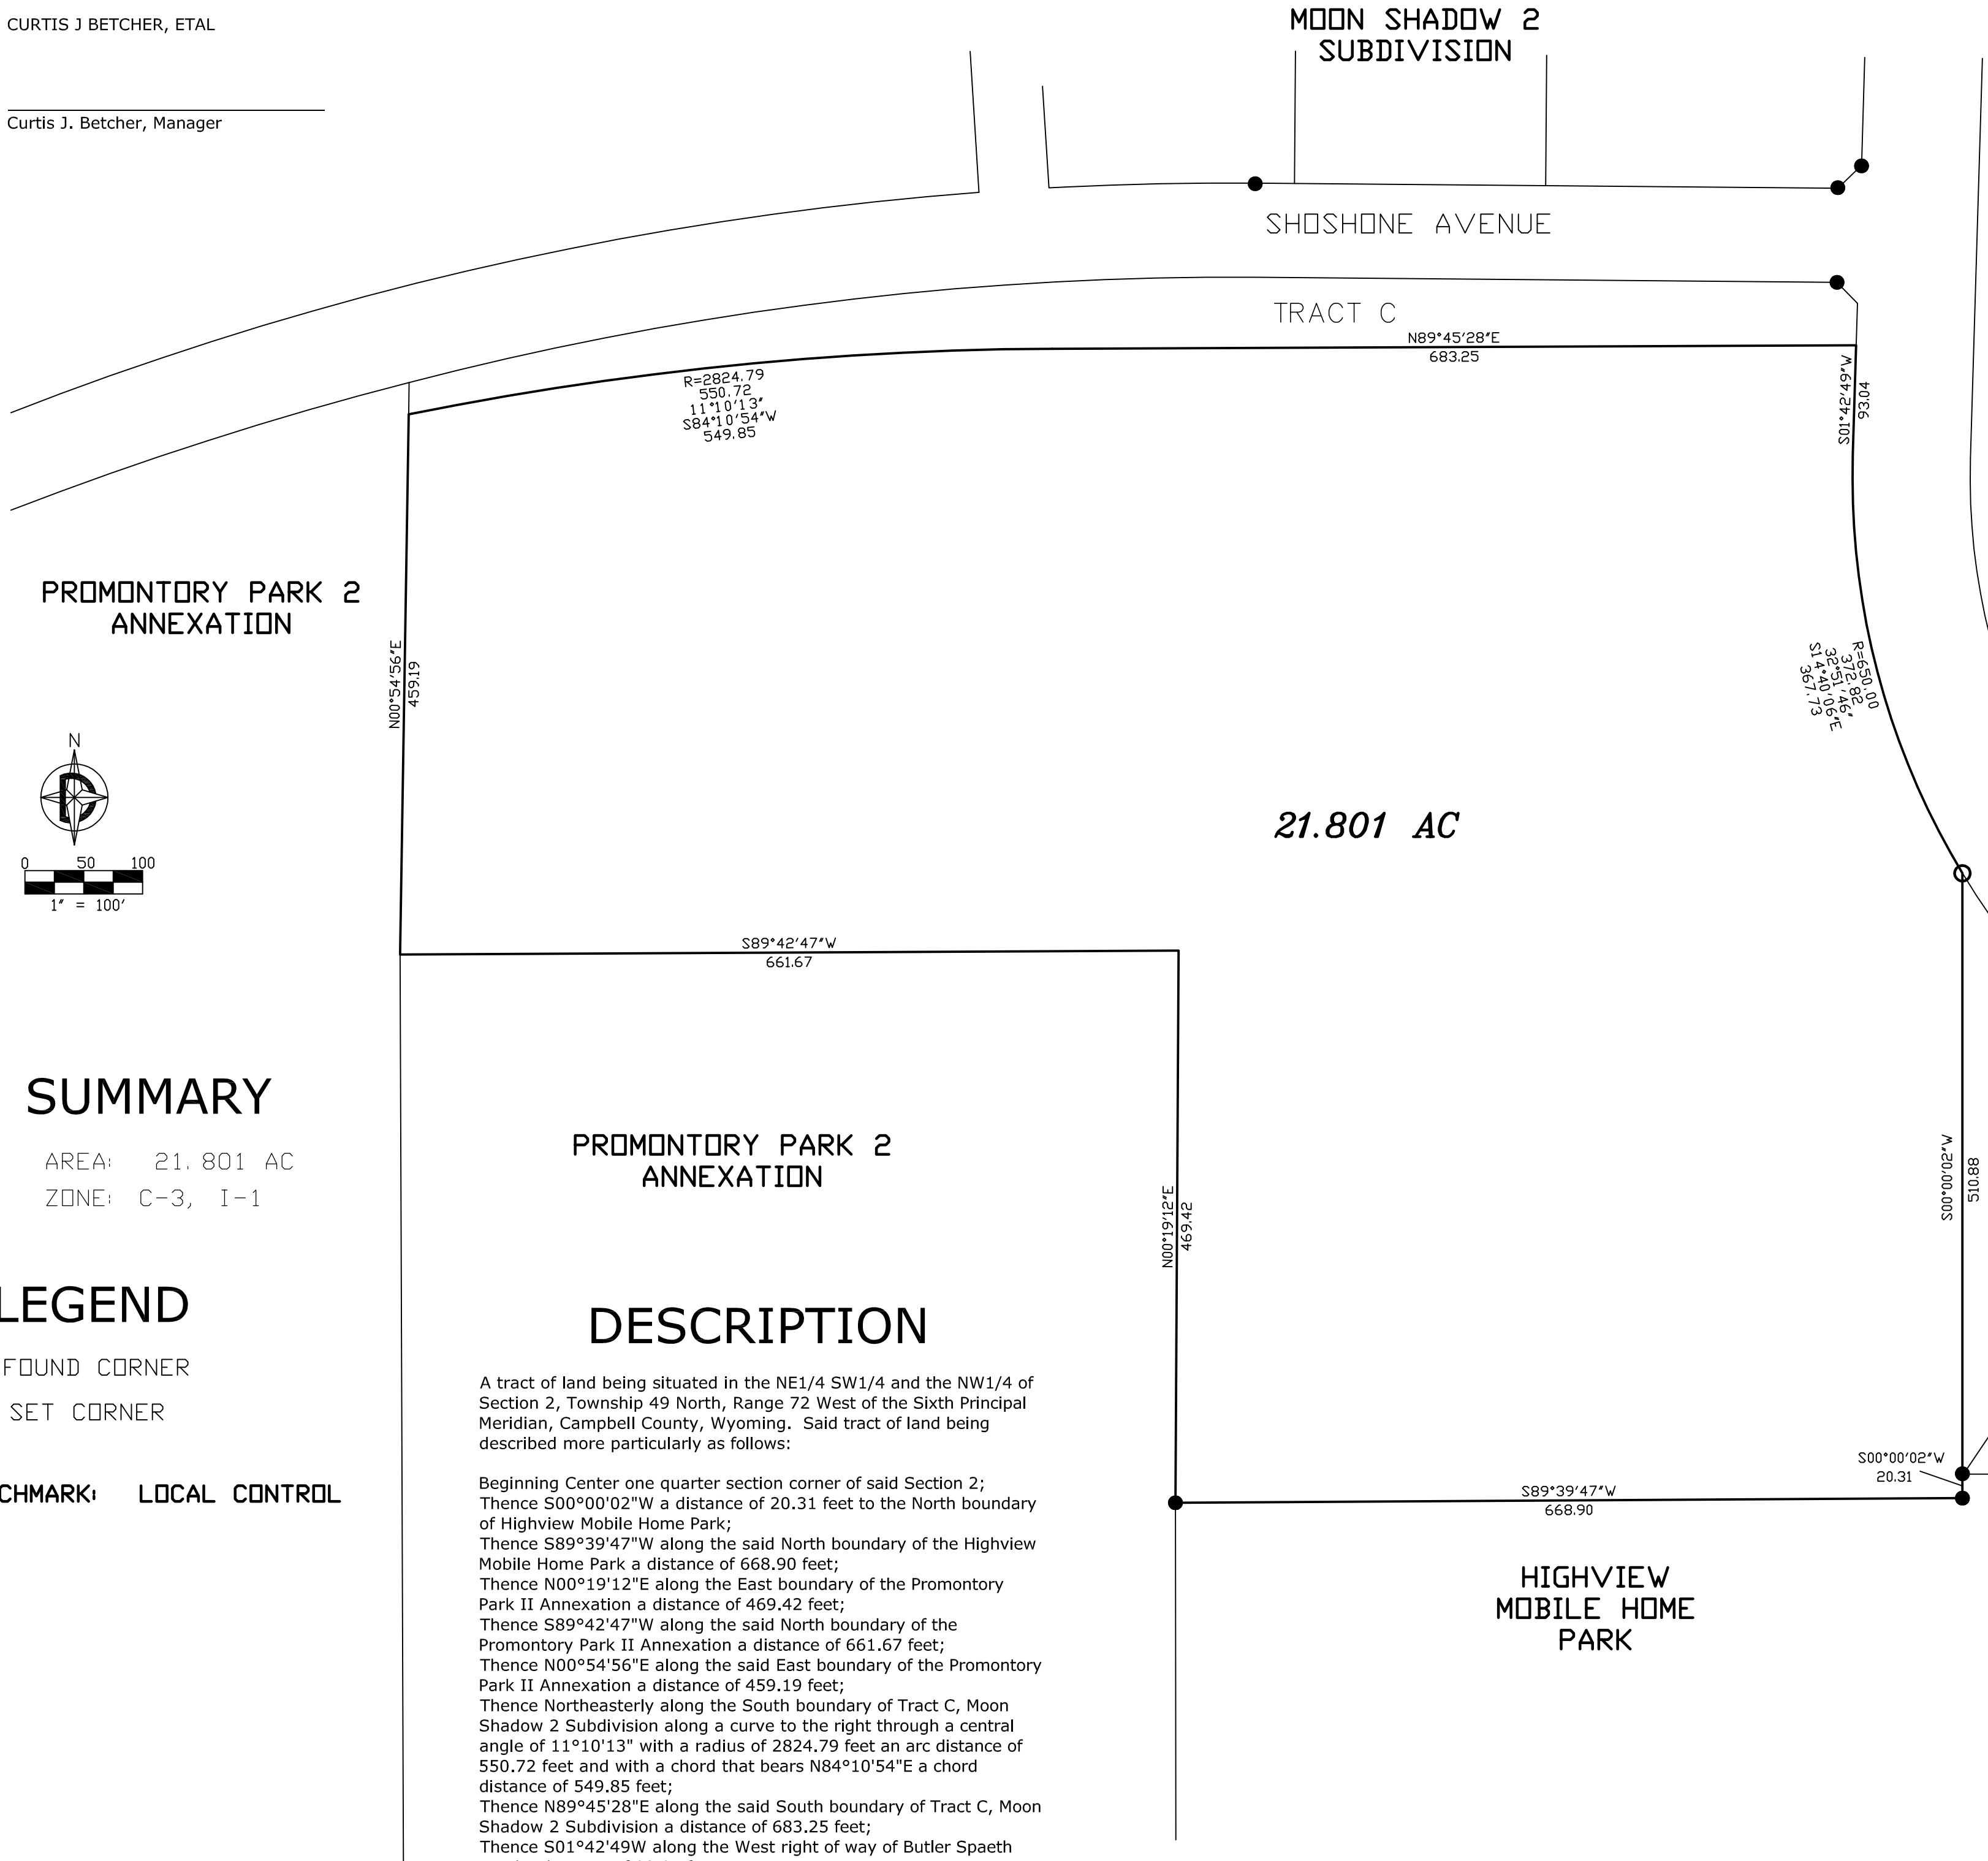 CURTIS J BETCHER, ETAL
Curtis J. Betcher, Manager
MOON SHADOW 2
SUBDIVISION
SHOSHONE AVENUE
TRACT C
N89°45'28"E
683.25
R=2824.79
550.72
11°10'13"
S84°10'54"W
549.85
S01°42'49"W
93.04
PROMONTORY PARK 2
ANNEXATION
N00°54'56"E
459.19
R=650.00
372.82
32°51'46"
S14°40'06"E
367.73
N
0 50 100
1" = 100'
21.801 AC
S89°42'47"W
661.67
SUMMARY
AREA: 21.801 AC
ZONE: C-3, I-1
PROMONTORY PARK 2
ANNEXATION
N00°19'12"E
469.42
S00°00'02"W
510.88
LEGEND
FOUND CORNER
SET CORNER
CHMARK: LOCAL CONTROL
DESCRIPTION
A tract of land being situated in the NE1/4 SW1/4 and the NW1/4 of
Section 2, Township 49 North, Range 72 West of the Sixth Principal
Meridian, Campbell County, Wyoming. Said tract of land being
described more particularly as follows:
Beginning Center one quarter section corner of said Section 2;
Thence S00°00'02"W a distance of 20.31 feet to the North boundary
of Highview Mobile Home Park;
Thence S89°39'47"W along the said North boundary of the Highview
Mobile Home Park a distance of 668.90 feet;
Thence N00°19'12"E along the East boundary of the Promontory
Park II Annexation a distance of 469.42 feet;
Thence S89°42'47"W along the said North boundary of the
Promontory Park II Annexation a distance of 661.67 feet;
Thence N00°54'56"E along the said East boundary of the Promontory
Park II Annexation a distance of 459.19 feet;
Thence Northeasterly along the South boundary of Tract C, Moon
Shadow 2 Subdivision along a curve to the right through a central
angle of 11°10'13" with a radius of 2824.79 feet an arc distance of
550.72 feet and with a chord that bears N84°10'54"E a chord
distance of 549.85 feet;
Thence N89°45'28"E along the said South boundary of Tract C, Moon
Shadow 2 Subdivision a distance of 683.25 feet;
Thence S01°42'49W along the West right of way of Butler Spaeth
S00°00'02"W
20.31
S89°39'47"W
668.90
HIGHVIEW
MOBILE HOME
PARK